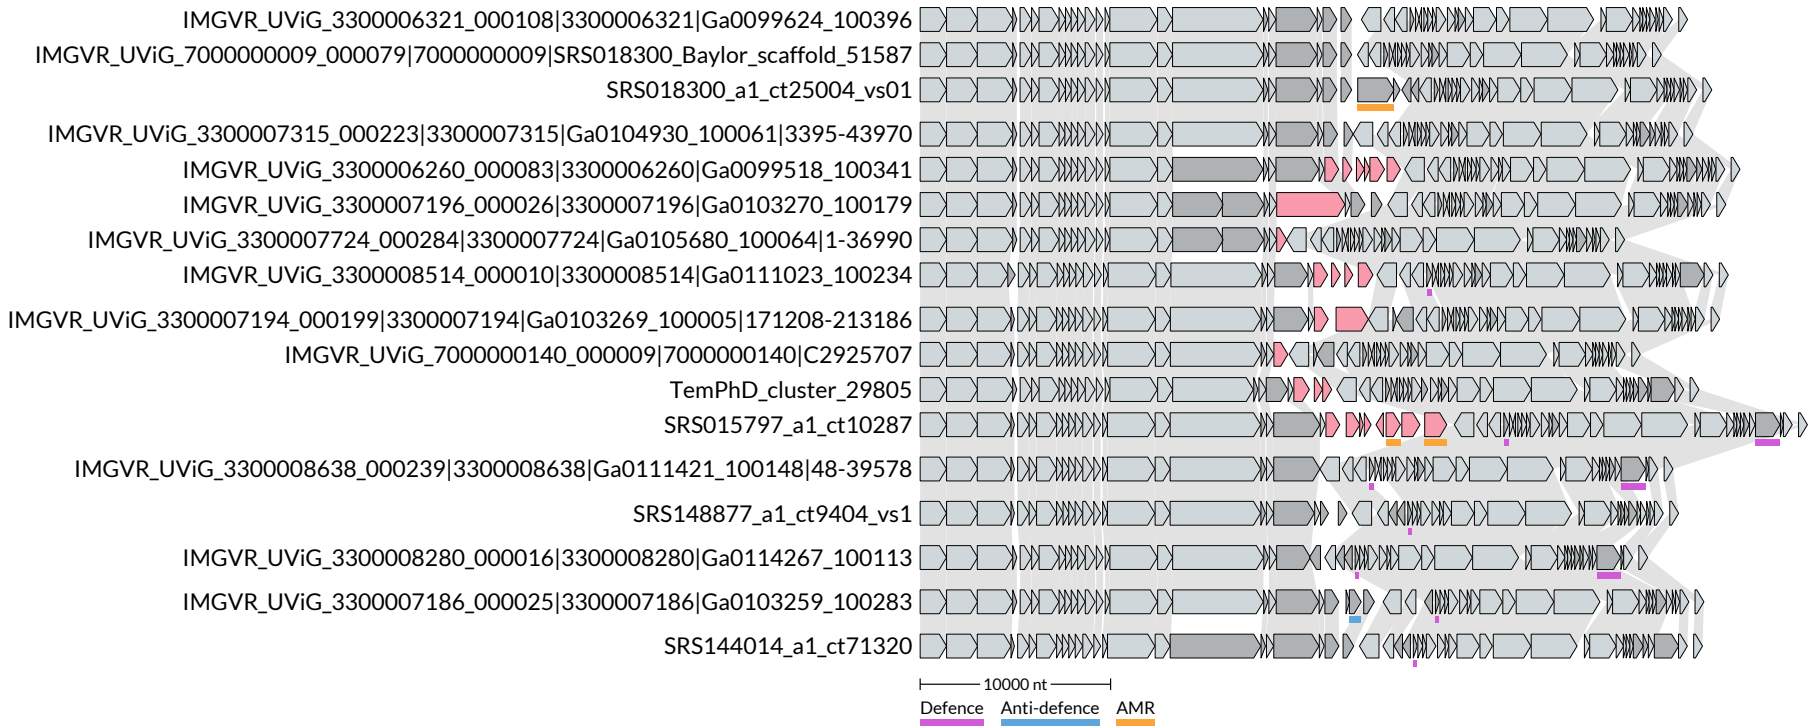 IMGVR_UViG_3300006321_000108|3300006321|Ga0099624_100396
IMGVR_UViG_7000000009_000079|7000000009|SRS018300_Baylor_scaffold_51587
SRS018300_a1_ct25004_vs01
IMGVR_UViG_3300007315_000223|3300007315|Ga0104930_100061|3395-43970
IMGVR_UViG_3300006260_000083|3300006260|Ga0099518_100341
IMGVR_UViG_3300007196_000026|3300007196|Ga0103270_100179
IMGVR_UViG_3300007724_000284|3300007724|Ga0105680_100064|1-36990
IMGVR_UViG_3300008514_000010|3300008514|Ga0111023_100234
IMGVR_UViG_3300007194_000199|3300007194|Ga0103269_100005|171208-213186
IMGVR_UViG_7000000140_000009|7000000140|C2925707
TemPhD_cluster_29805
SRS015797_a1_ct10287
IMGVR_UViG_3300008638_000239|3300008638|Ga0111421_100148|48-39578
SRS148877_a1_ct9404_vs1
IMGVR_UViG_3300008280_000016|3300008280|Ga0114267_100113
IMGVR_UViG_3300007186_000025|3300007186|Ga0103259_100283
SRS144014_a1_ct71320
10000 nt
Defence Anti-defence AMR